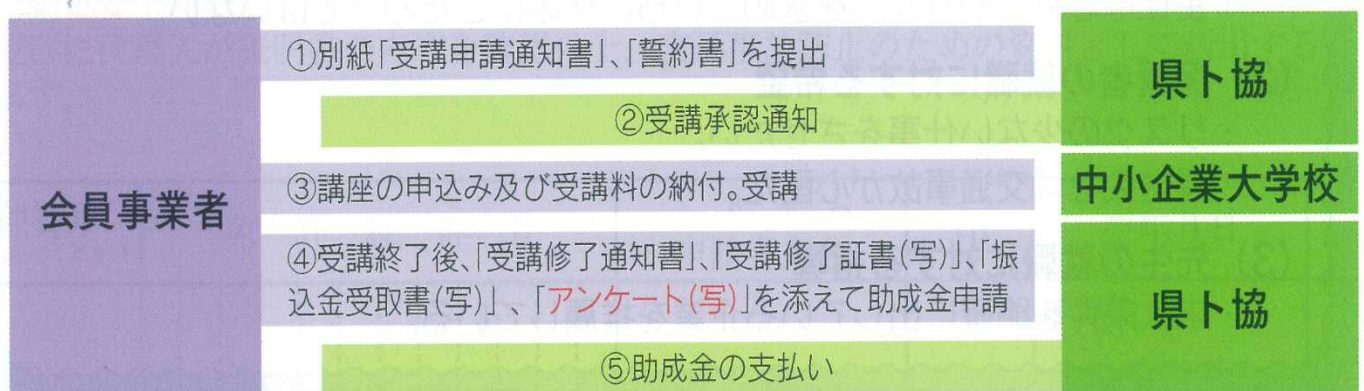 ①別紙「受講申請通知書」、「誓約書」を提出
県ト協
②受講承認通知
会員事業者
③講座の申込み及び受講料の納付。受講
中小企業大学校
④受講終了後、「受講修了通知書」、「受講修了証書(写)」、「振
込金受取書(写)」、「アンケート(写)」を添えて助成金申請
県ト協
⑤助成金の支払い